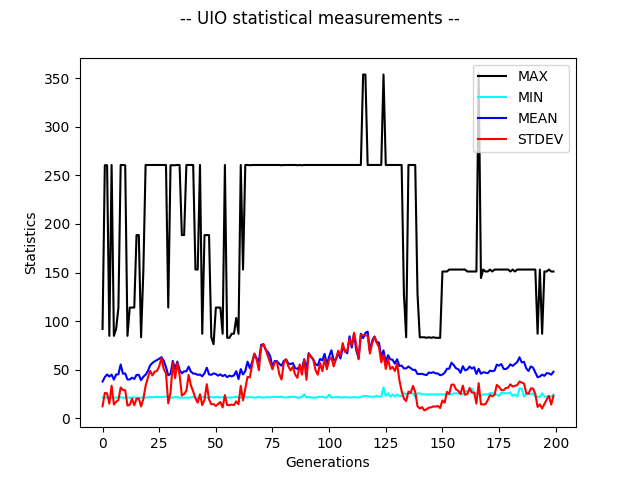 -- UIO statistical measurements --
350
300
250
200
150
100
50
0
Statistics
MAX
MIN
MEAN
STDEV
0 25 50 75 100 125 150 175 200
Generations